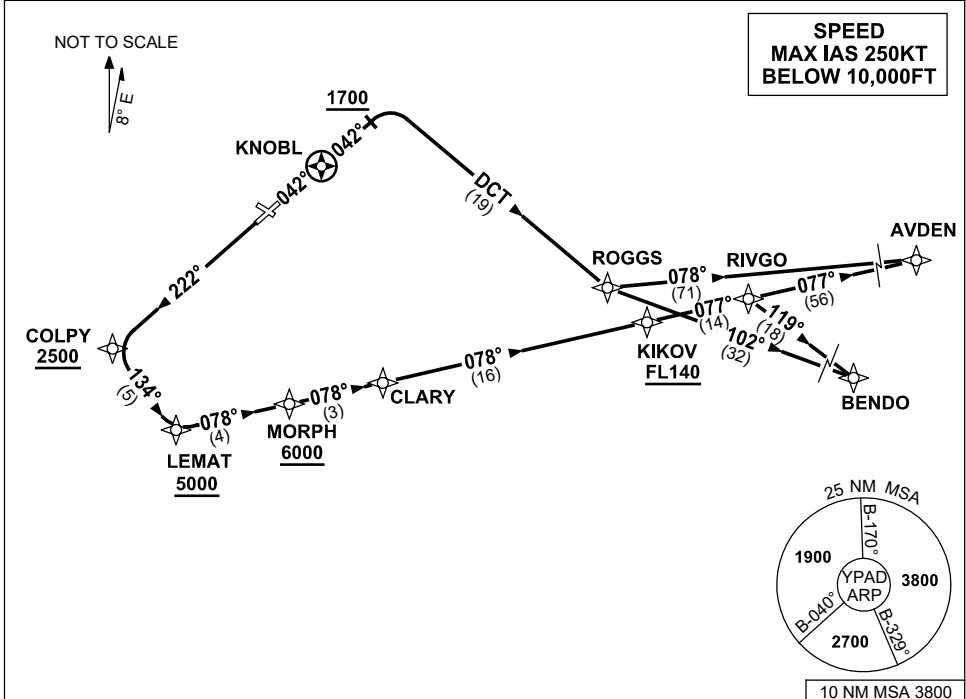 NOT TO SCALE
8° E
SPEED
MAX IAS 250KT
BELOW 10,000FT
1700
KNOBL
042°
042°
DCT
(19)
222°
COLPY
2500
134°
(5)
LEMAT
5000
078°
(4)
MORPH
6000
078°
(3)
CLARY
078°
(16)
KIKOV
FL140
ROGGS
078°
(71)
077°
(14)
102°
(32)
RIVGO
077°
(56)
119°
(18)
AVDEN
BENDO
25 NM MSA
B-170°
1900
3800
YPAD
ARP
B-040°
B-329°
2700
10 NM MSA 3800